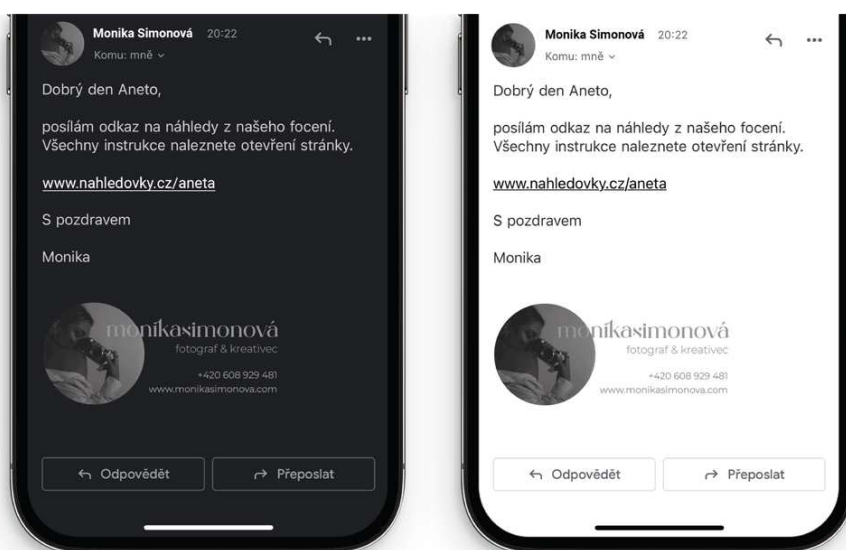 Monika Simonová 20:22
Komu: mně
Dobrý den Aneto,
posílám odkaz na náhledy z našeho focení.
Všechny instrukce naleznete otevření stránky.
www.nahledovky.cz/aneta
S pozdravem
Monika
monikasimonová
fotograf & kreativec
+420 608 929 481
www.monikasimonova.com
Odpovědět
Přeposlat
Monika Simonová 20:22
Komu: mně
Dobrý den Aneto,
posílám odkaz na náhledy z našeho focení.
Všechny instrukce naleznete otevření stránky.
www.nahledovky.cz/aneta
S pozdravem
Monika
monikasimonová
fotograf & kreativec
+420 608 929 481
www.monikasimonova.com
Odpovědět
Přeposlat